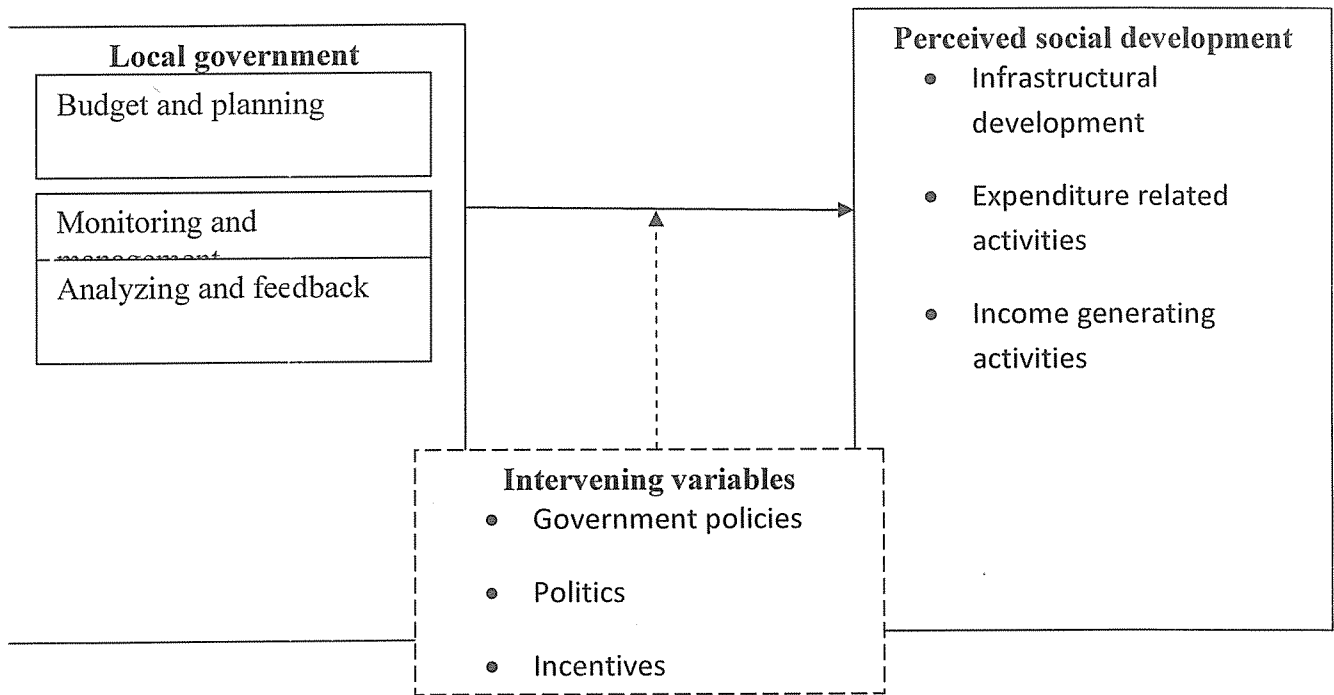 Local government
Budget and planning
Monitoring and
Analyzing and feedback
Perceived social development
• Infrastructural
development
• Expenditure related
activities
• Income generating
activities
Intervening variables
• Government policies
• Politics
• Incentives